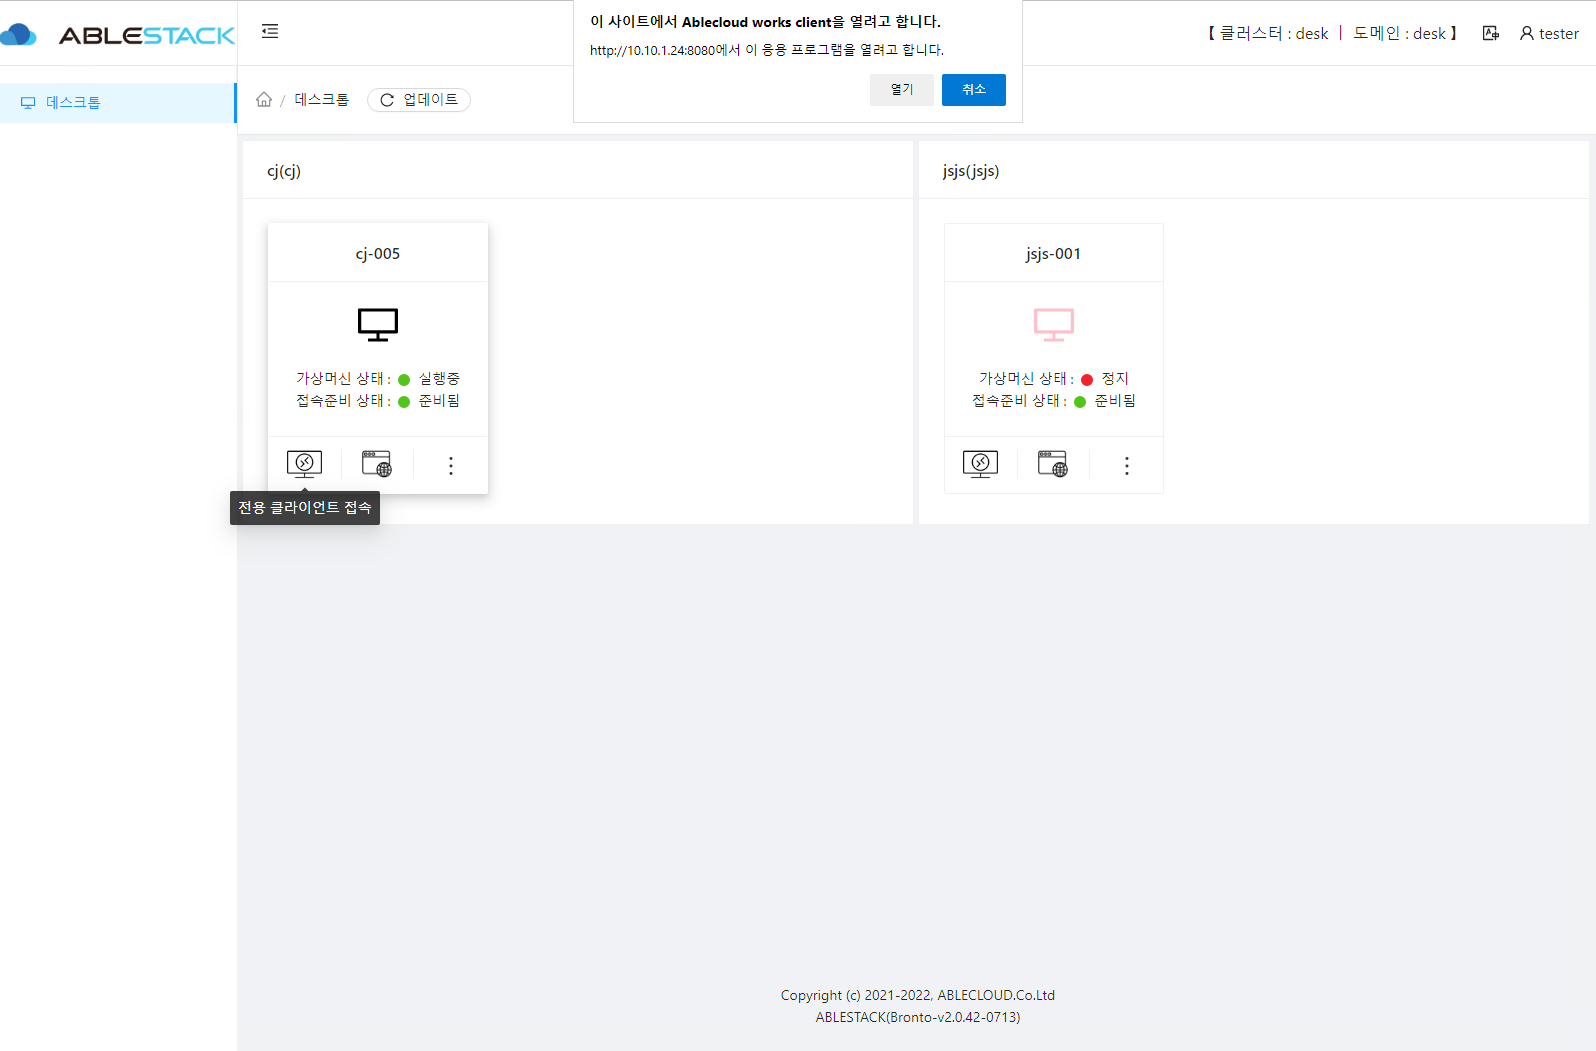 ABLESTACK
이 사이트에서 Ablecloud works client을 열려고 합니다.
http://10.10.1.24:8080에서 이 응용 프로그램을 열려고 합니다.
열기 취소
【 클러스터 : desk | 도메인 : desk 】 tester
데스크톱
/ 데스크톱 업데이트
cj(cj)
cj-005
가상머신 상태 : 실행중
접속준비 상태 : 준비됨
전용 클라이언트 접속
jsjs(jsjs)
jsjs-001
가상머신 상태 : 정지
접속준비 상태 : 준비됨
Copyright (c) 2021-2022, ABLECLOUD.Co.Ltd
ABLESTACK(Bronto-v2.0.42-0713)